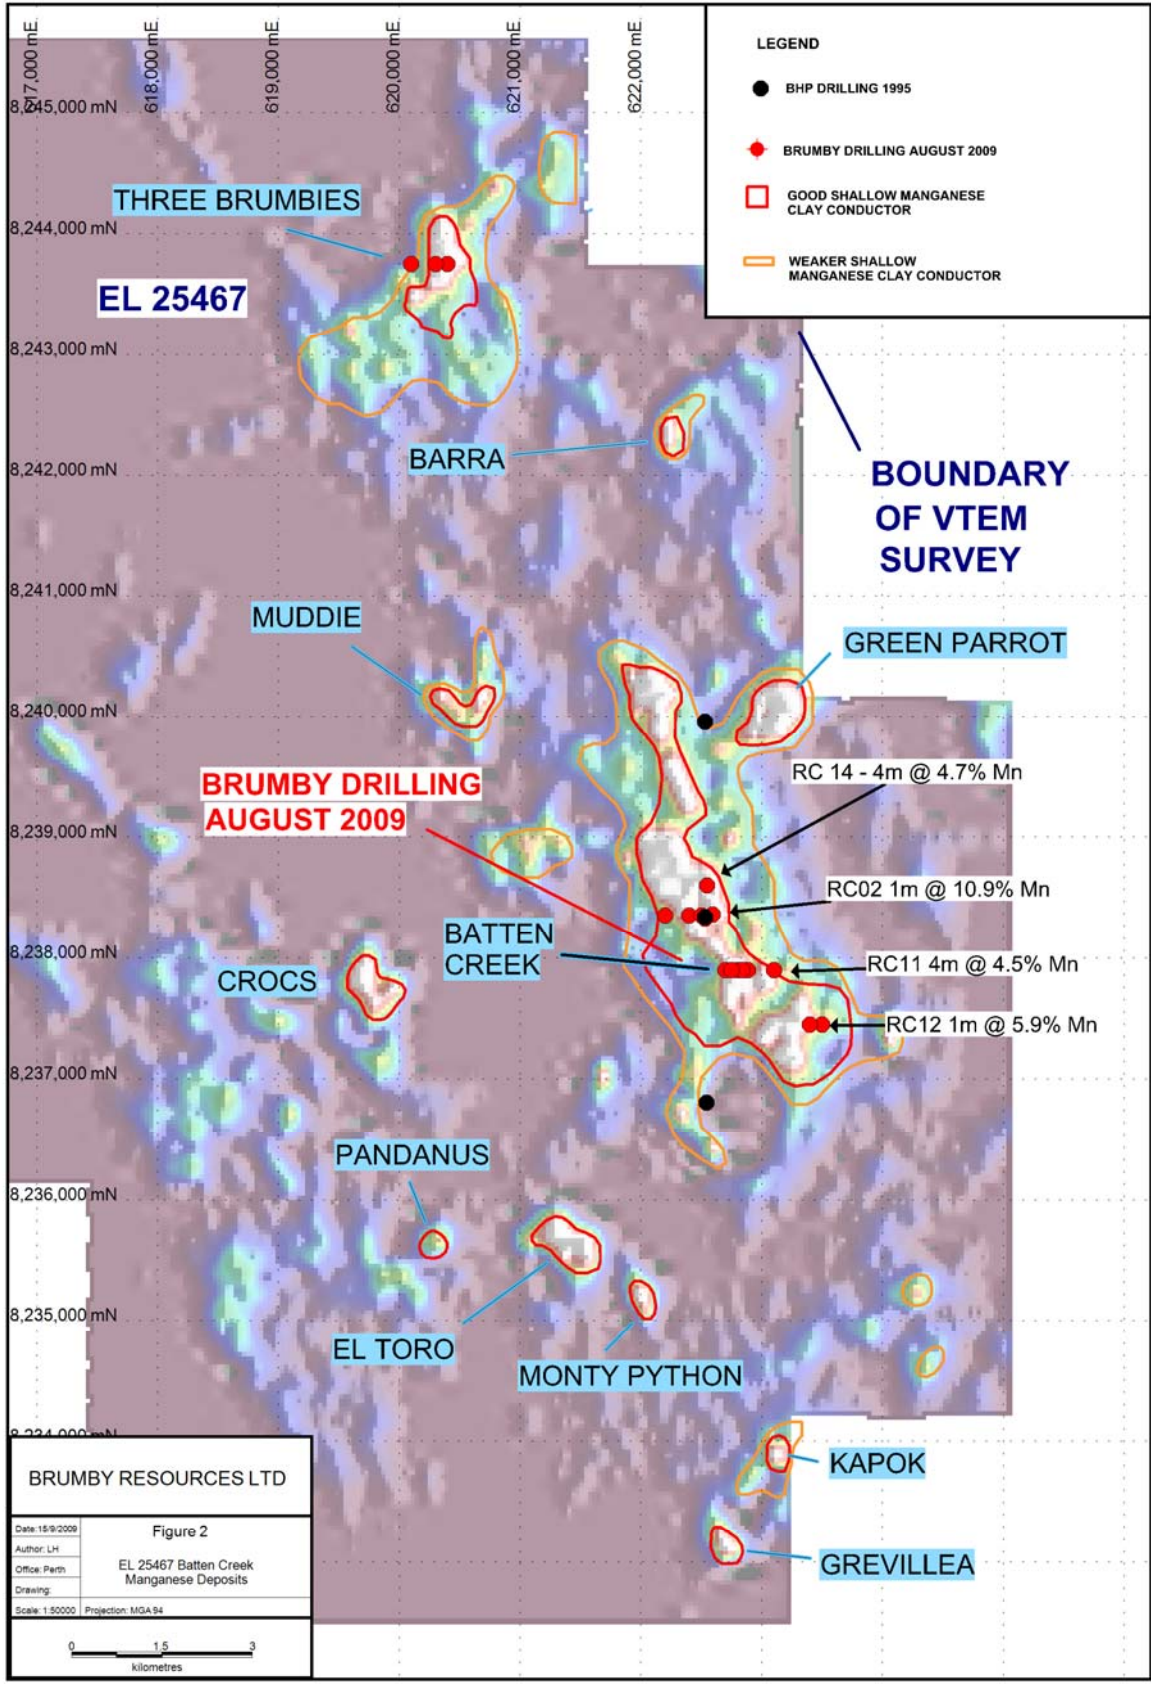 617,000 mE
618,000 mE
619,000 mE
620,000 mE
621,000 mE
622,000 mE
LEGEND
BHP DRILLING 1995
BRUMBY DRILLING AUGUST 2009
GOOD SHALLOW MANGANESE
CLAY CONDUCTOR
WEAKER SHALLOW
MANGANESE CLAY CONDUCTOR
8,245,000 mN
THREE BRUMBIES
8,244,000 mN
EL 25467
8,243,000 mN
BARRA
8,242,000 mN
BOUNDARY
OF VTEM
SURVEY
8,241,000 mN
MUDDIE
GREEN PARROT
8,240,000 mN
BRUMBY DRILLING
AUGUST 2009
RC 14 - 4m @ 4.7% Mn
8,239,000 mN
RC02 1m @ 10.9% Mn
BATTEN
CREEK
8,238,000 mN
RC11 4m @ 4.5% Mn
CROCS
RC12 1m @ 5.9% Mn
8,237,000 mN
PANDANUS
8,236,000 mN
8,235,000 mN
EL TORO
MONTY PYTHON
8,234,000 mN
KAPOK
GREVILLEA
BRUMBY RESOURCES LTD
Date:15/9/2009
Author: LH
Office: Perth
Drawing:
Scale: 1:50000
Projection: MGA94
Figure 2
EL 25467 Batten Creek
Manganese Deposits
0 1.5 3
kilometres